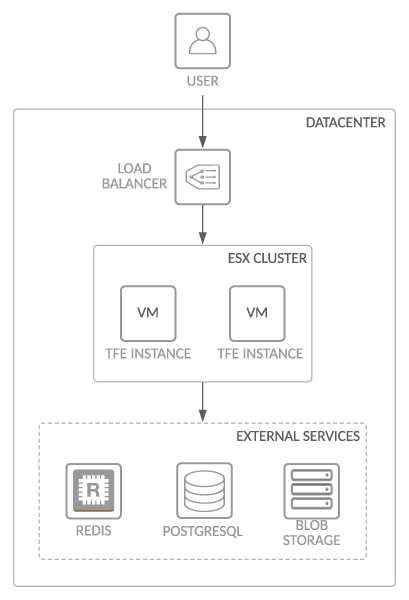 USER
DATACENTER
LOAD
BALANCER
ESX CLUSTER
VM
VM
TFE INSTANCE
TFE INSTANCE
EXTERNAL SERVICES
R
REDIS
POSTGRESQL
BLOB
STORAGE